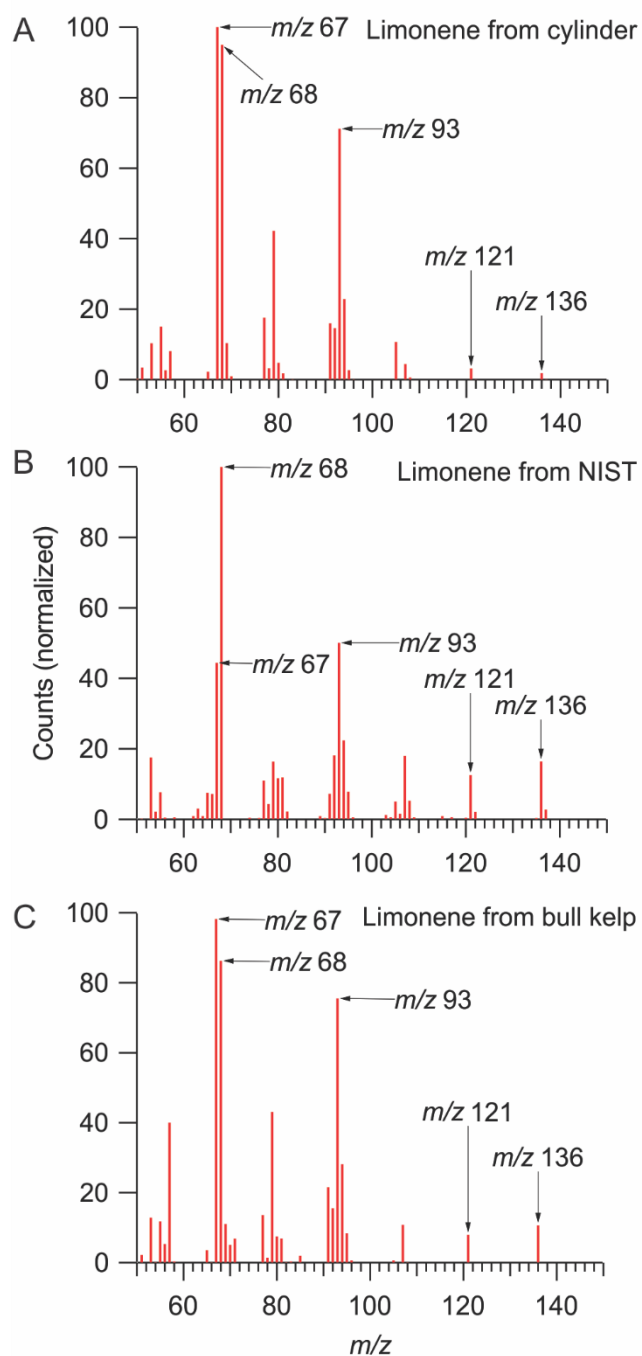 A
Limonene from cylinder
m/z 67
m/z 68
m/z 93
m/z 121
m/z 136
100
80
60
40
20
0
60 80 100 120 140
B
Limonene from NIST
m/z 68
m/z 67
m/z 93
m/z 121
m/z 136
100
80
60
40
20
0
60 80 100 120 140
Counts (normalized)
C
Limonene from bull kelp
m/z 67
m/z 68
m/z 93
m/z 121
m/z 136
100
80
60
40
20
0
60 80 100 120 140
m/z